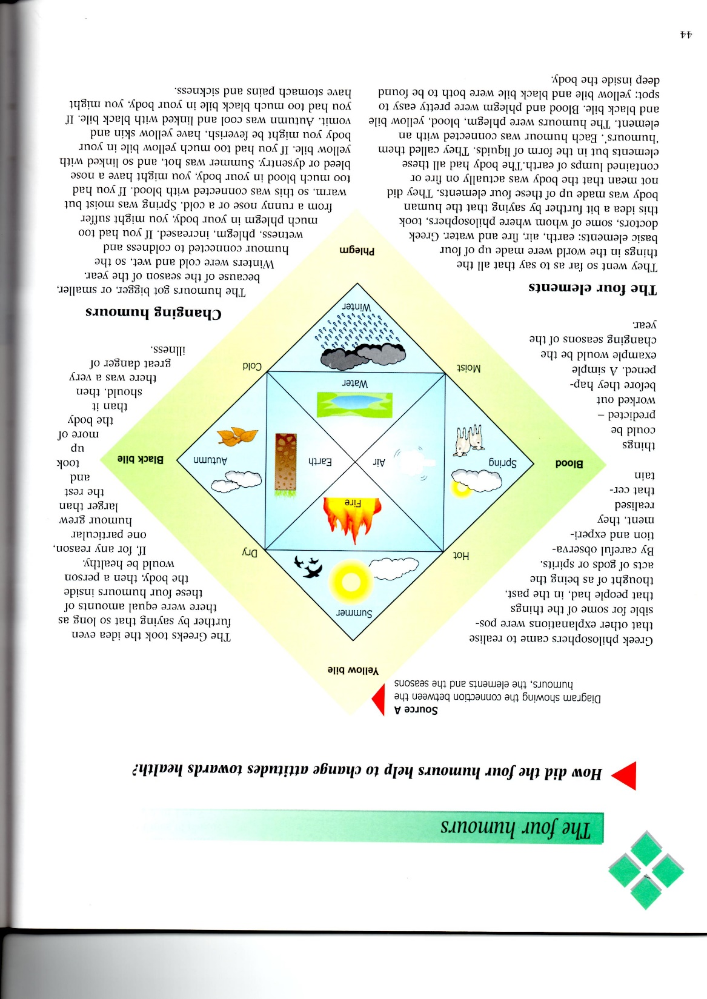 The four humours
How did the four humours help to change attitudes towards health?
Source A
Diagram showing the connection between the
humours, the elements and the seasons
Greek philosophers came to realise
that other explanations were pos-
sible for some of the things
that people had, in the past,
thought of as being the
acts of gods or spirits.
By careful observa-
tion and experi-
ment, they
realised
that cer-
tain
things
could be
predicted –
worked out
before they hap-
pened. A simple
example would be the
changing seasons of the
year.
The four elements
They went so far as to say that all the
things in the world were made up of four
basic elements: earth, air, fire and water. Greek
doctors, some of whom where philosophers, took
this idea a bit further by saying that the human
body was made up of these four elements. They did
not mean that the body was actually on fire or
contained lumps of earth.The body had all these
elements but in the form of liquids. They called them
'humours'. Each humour was connected with an
element. The humours were phlegm, blood, yellow bile
and black bile. Blood and phlegm were pretty easy to
spot; yellow bile and black bile were both to be found
deep inside the body.
Yellow bile
Summer
Hot
Dry
Fire
Blood
Spring
Air
Earth
Autumn
Black bile
Water
Moist
Cold
Winter
Phlegm
The Greeks took the idea even
further by saying that so long as
there were equal amounts of
these four humours inside
the body, then a person
would be healthy.
If, for any reason,
one particular
humour grew
larger than
the rest
and
took
up
more of
the body
than it
should, then
there was a very
great danger of
illness.
Changing humours
The humours got bigger, or smaller,
because of the season of the year.
Winters were cold and wet, so the
humour connected to coldness and
wetness, phlegm, increased. If you had too
much phlegm in your body, you might suffer
from a runny nose or a cold. Spring was moist but
warm, so this was connected with blood. If you had
too much blood in your body, you might have a nose
bleed or dysentry. Summer was hot, and so linked with
yellow bile. If you had too much yellow bile in your
body you might be feverish, have yellow skin and
vomit. Autumn was cool and linked with black bile. If
you had too much black bile in your body, you might
have stomach pains and sickness.
44